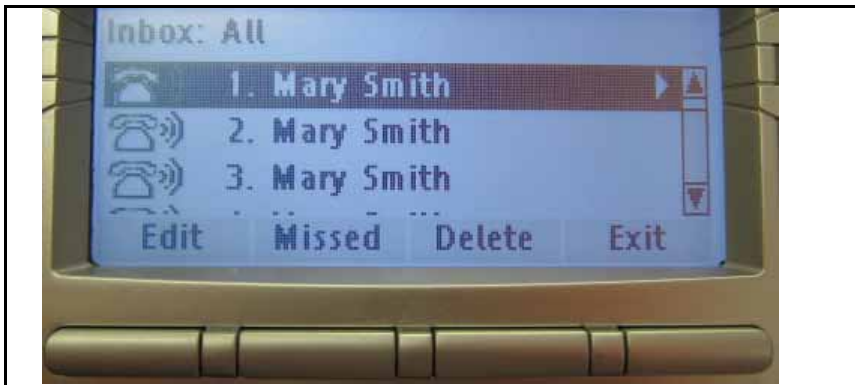 Inbox: All
1. Mary Smith
2. Mary Smith
3. Mary Smith
Edit Missed Delete Exit